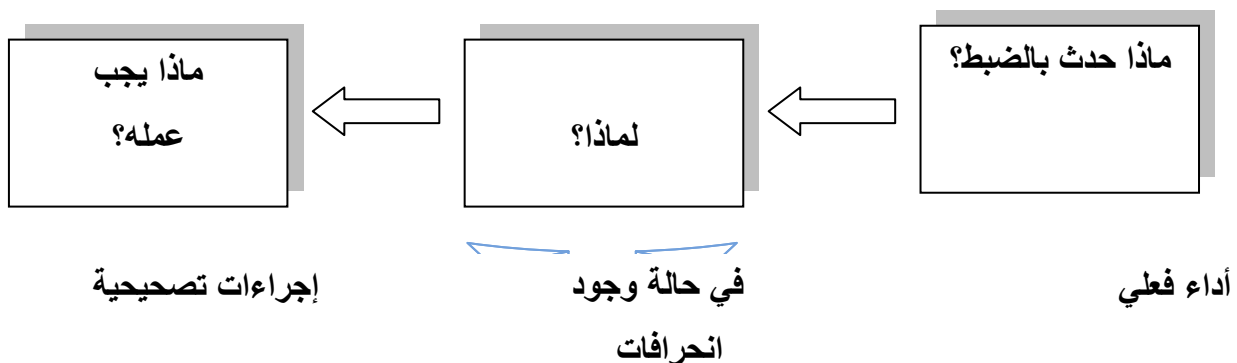 ماذا حدث بالضبط؟
لماذا؟
ماذا يجب
عمله؟
أداء فعلي
في حالة وجود
انحرافات
إجراءات تصحيحية